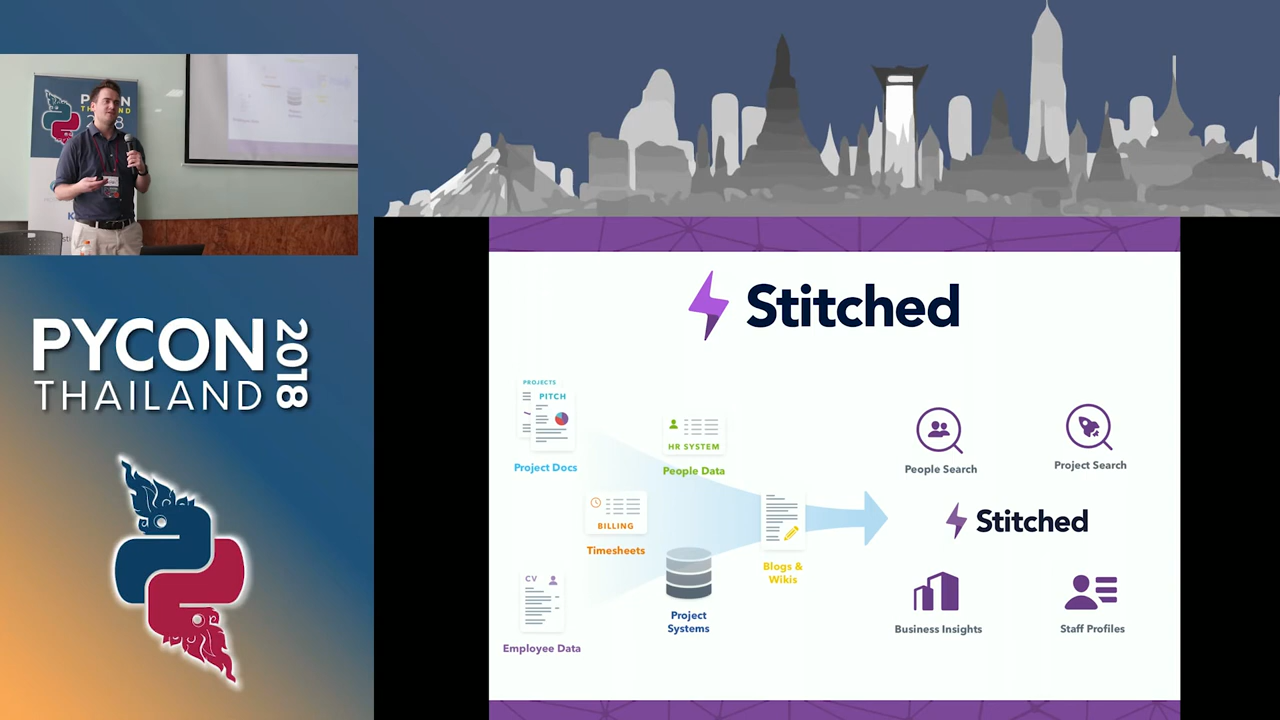 PYCON
THAILAND
2018
Stitched
PROJECTS
PITCH
Project Docs
HR SYSTEM
People Data
BILLING
Timesheets
CV
Employee Data
Project
Systems
Blogs &
Wikis
People Search
Project Search
Stitched
Business Insights
Staff Profiles